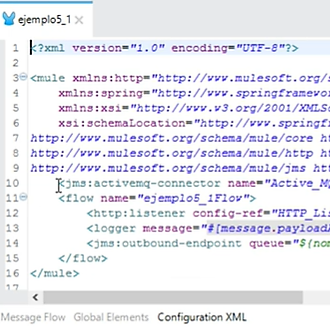 ejemplo5_1
1 <?xml version="1.0" encoding="UTF-8"?>
2
3 <mule xmlns:http="http://www.mulesoft.org/s
4 xmlns:spring="http://www.springframewor
5 xmlns:xsi="http://www.w3.org/2001/XMLSc
6 xsi:schemaLocation="http://www.springf
7 http://www.mulesoft.org/schema/mule/core h
8 http://www.mulesoft.org/schema/mule/http h
9 http://www.mulesoft.org/schema/mule/jms ht
10 <jms:activemq-connector name="Active_M
11 <flow name="ejemplo5_1Flow">
12 <http:listener config-ref="HTTP_Lis
13 <logger message="#[message.payloadA
14 <jms:outbound-endpoint queue="${nom
15 </flow>
16 </mule>
17
Message Flow Global Elements Configuration XML